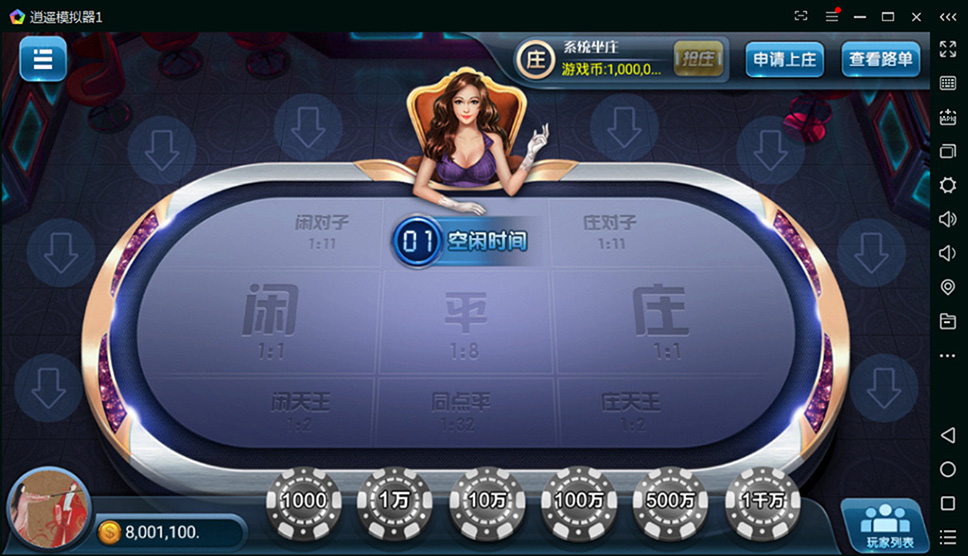 逍遥模拟器1
庄
系统坐庄
游戏币:1,000,0...
抢庄
申请上庄
查看路单
闲对子
1:11
01 空闲时间
庄对子
1:11
闲
1:1
平
1:8
庄
1:1
闲天王
1:2
同点平
1:32
庄天王
1:2
1000
1万
10万
100万
500万
1千万
8,001,100.
玩家列表